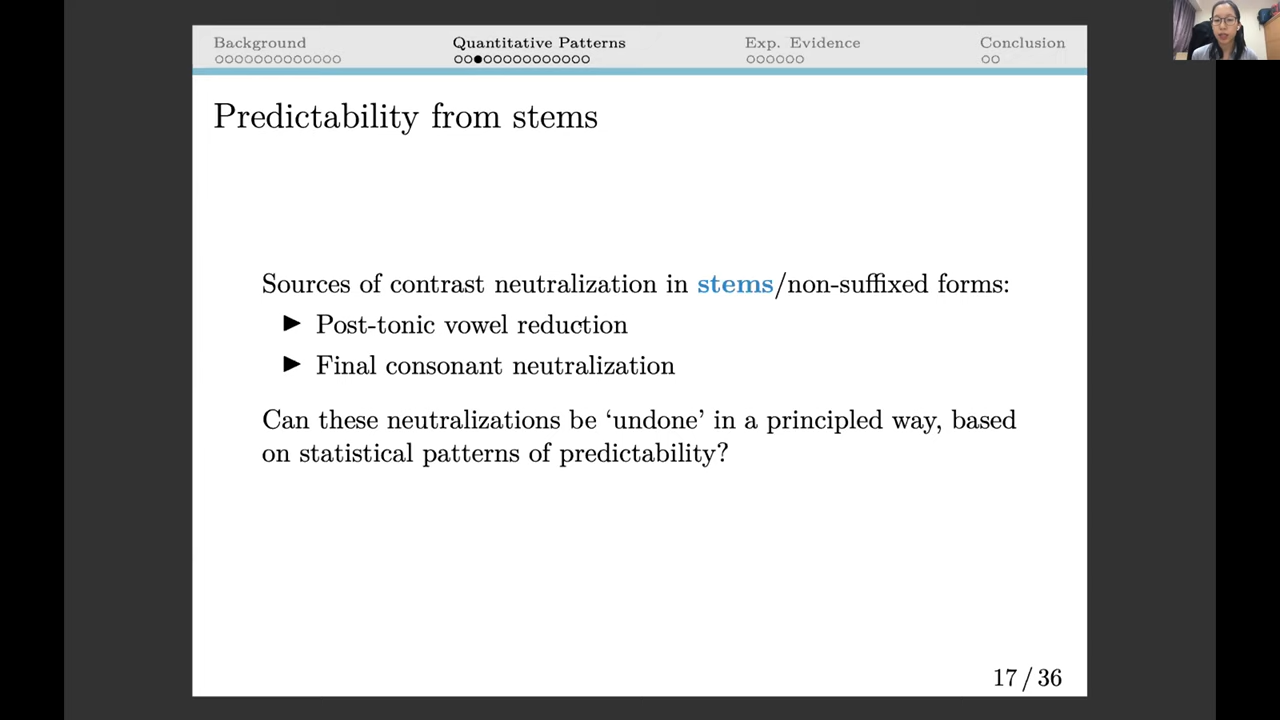 Background Quantitative Patterns Exp. Evidence Conclusion
Predictability from stems
Sources of contrast neutralization in stems/non-suffixed forms:
▶ Post-tonic vowel reduction
▶ Final consonant neutralization
Can these neutralizations be ‘undone’ in a principled way, based
on statistical patterns of predictability?
17 / 36